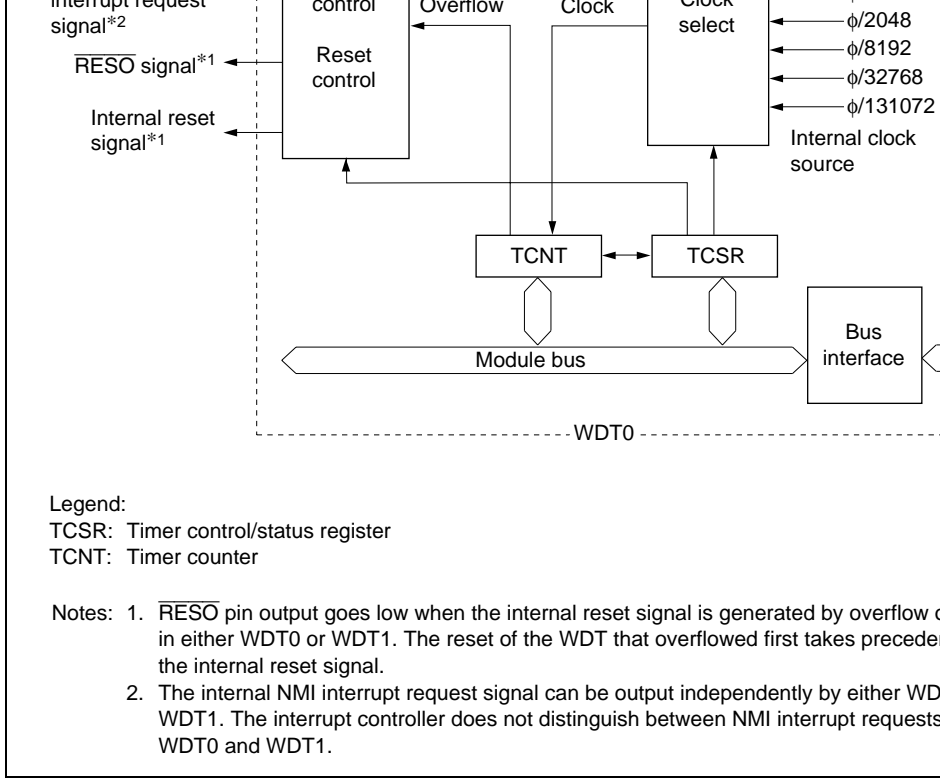 interrupt request
signal*2
control
Overflow
Clock
Clock
select
ϕ/2048
ϕ/8192
ϕ/32768
ϕ/131072
RESO signal*1
Reset
control
Internal reset
signal*1
Internal clock
source
TCNT
TCSR
Bus
interface
Module bus
WDT0
Legend:
TCSR: Timer control/status register
TCNT: Timer counter
Notes: 1. RESO pin output goes low when the internal reset signal is generated by overflow
in either WDT0 or WDT1. The reset of the WDT that overflowed first takes
the internal reset signal.
2. The internal NMI interrupt request signal can be output independently by either
WDT1. The interrupt controller does not distinguish between NMI interrupt requests
WDT0 and WDT1.